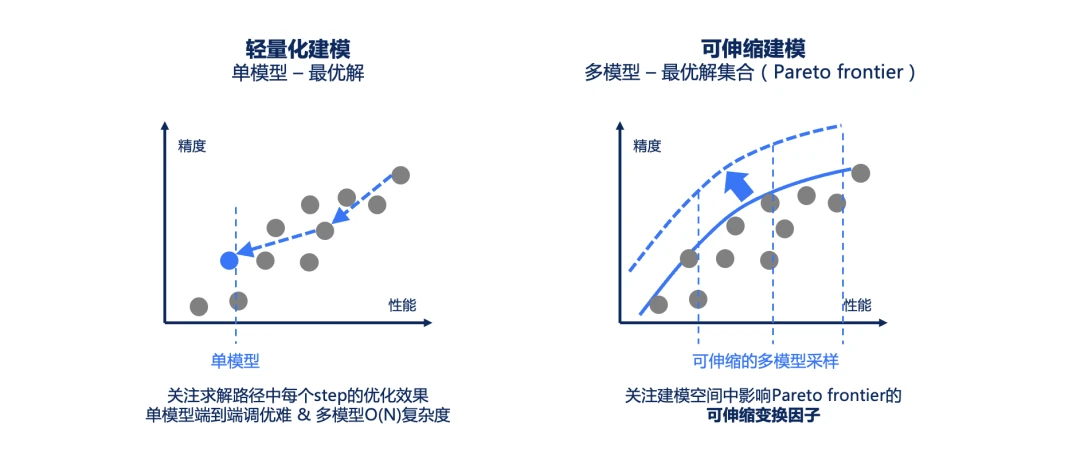 轻量化建模
单模型 – 最优解
精度
性能
单模型
关注求解路径中每个step的优化效果
单模型端到端调优难 & 多模型O(N)复杂度
可伸缩建模
多模型 – 最优解集合（Pareto frontier）
精度
性能
可伸缩的多模型采样
关注建模空间中影响Pareto frontier的
可伸缩变换因子